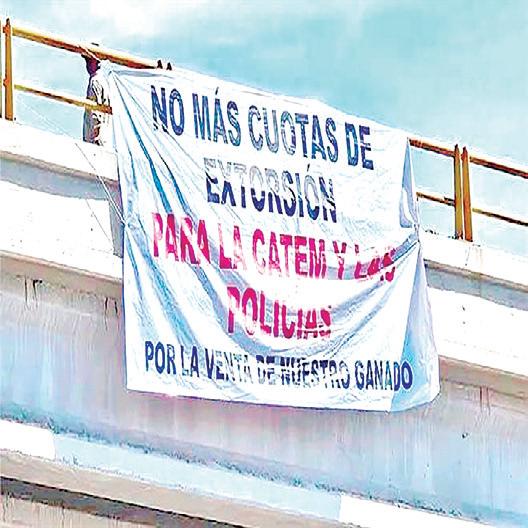 NO MÁS CUOTAS DE
EXTORSIÓN
PARA LA CATEM Y LAS
POLICIAS
POR LA VENTA DE NUESTRO GANADO